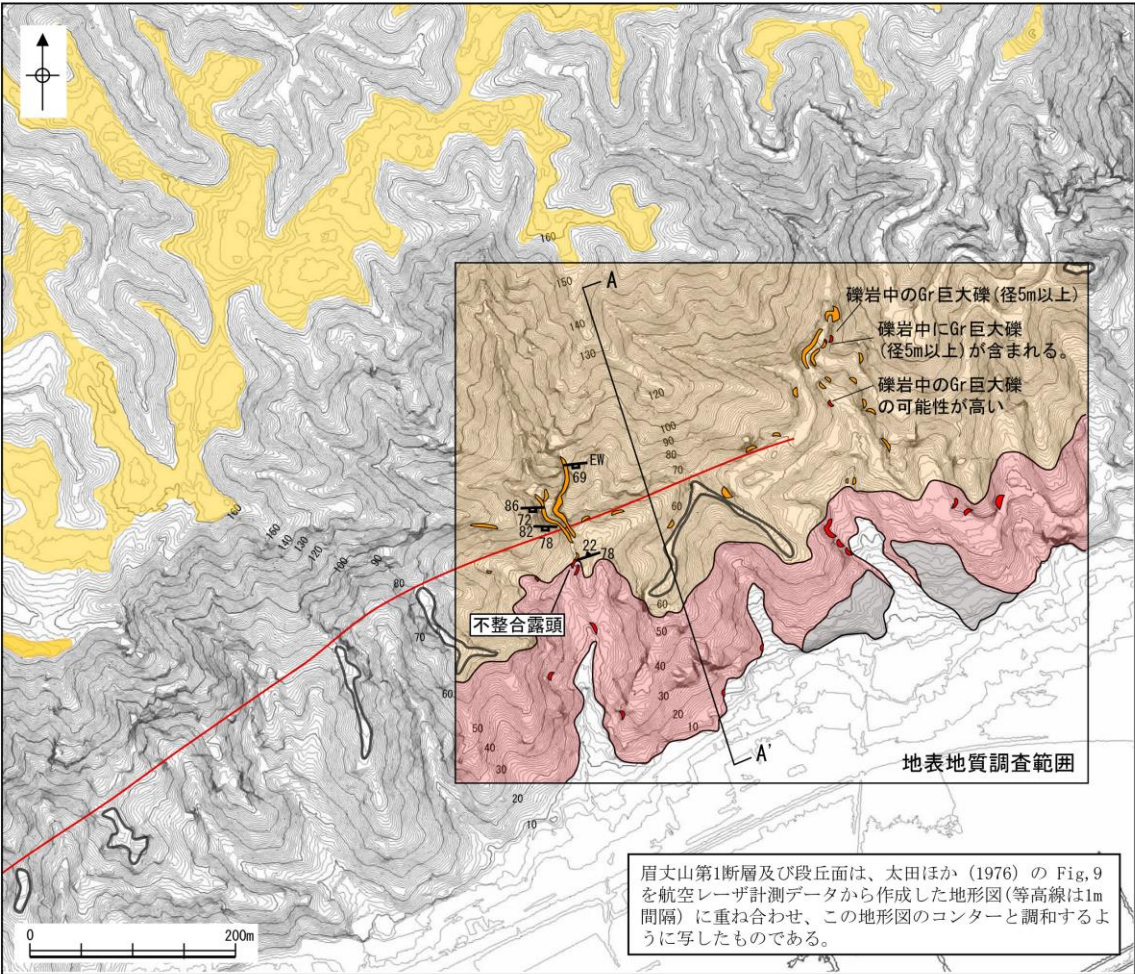 160
A
150
140
130
120
100
90
80
70
60
礫岩中のGr巨大礫(径5m以上)
礫岩中にGr巨大礫
(径5m以上)が含まれる。
礫岩中のGr巨大礫
の可能性が高い
EW
69
86
72
82
78
22
78
160
160
140
130
120
100
90
80
70
60
50
40
30
20
10
不整合露頭
60
50
40
30
20
10
A'
地表地質調査範囲
眉丈山第1断層及び段丘面は、太田ほか (1976) の Fig,9
を航空レーザ計測データから作成した地形図(等高線は1m
間隔) に重ね合わせ、この地形図のコンターと調和するよ
うに写したものである。
0 200m